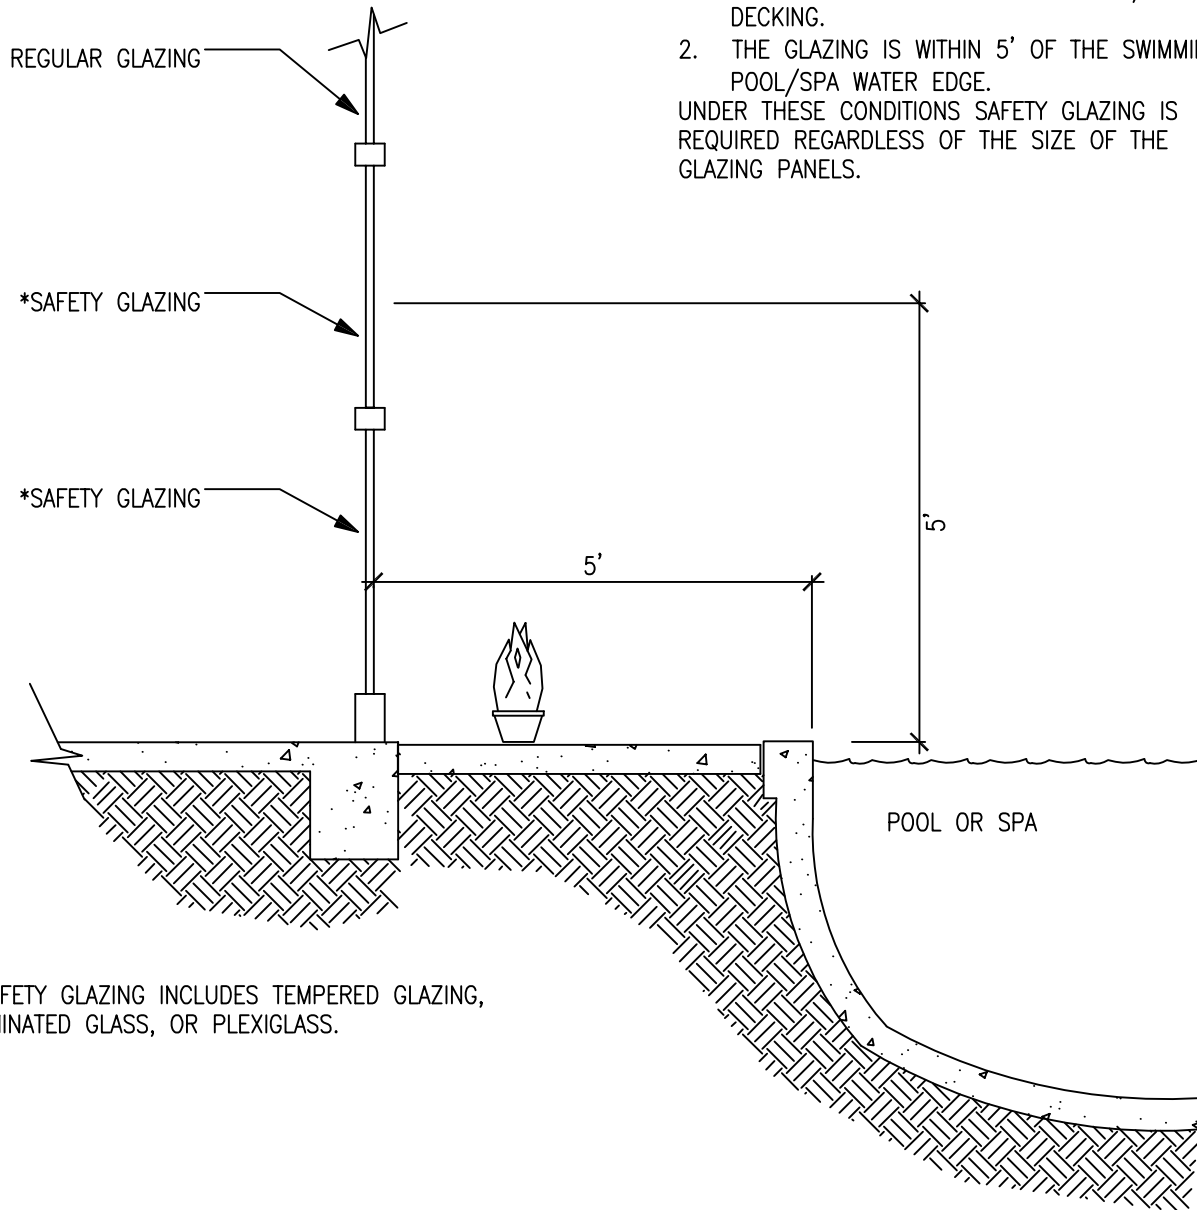 DECKING.
2. THE GLAZING IS WITHIN 5' OF THE
POOL/SPA WATER EDGE.
UNDER THESE CONDITIONS SAFETY GLAZING IS
REQUIRED REGARDLESS OF THE SIZE OF THE
GLAZING PANELS.
REGULAR GLAZING
*SAFETY GLAZING
*SAFETY GLAZING
5'
5'
POOL OR SPA
FETY GLAZING INCLUDES TEMPERED GLAZING,
INATED GLASS, OR PLEXIGLASS.